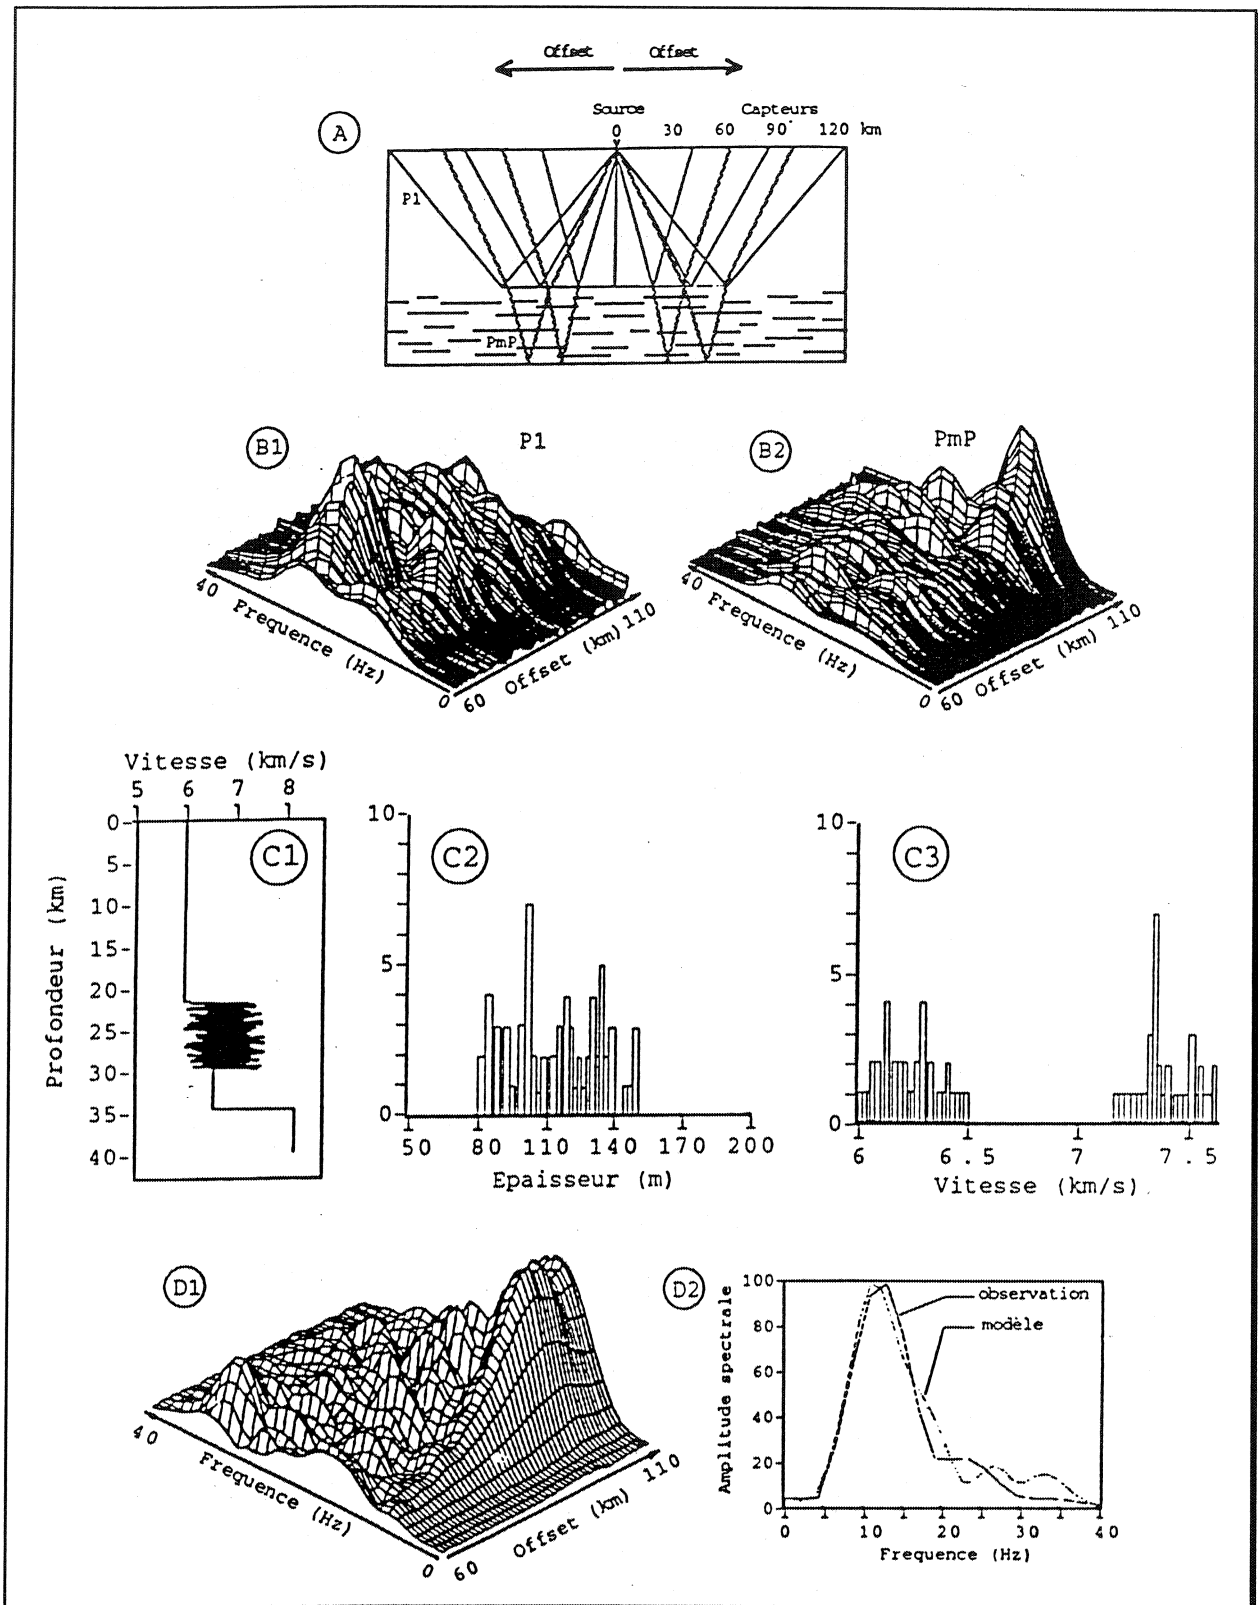 Offset Offset
A
Source Capteurs
0 30 60 90 120 km
P1
PmP
B1 P1
B2 PmP
40 Frequence (Hz) 0
60 Offset (km) 110
40 Frequence (Hz) 0
60 Offset (km) 110
Vitesse (km/s)
5 6 7 8
C1
Profondeur (km)
0
5
10
15
20
25
30
35
40
C2
10
5
0
50 80 110 140 170 200
Epaisseur (m)
C3
10
5
0
6 6.5 7 7.5
Vitesse (km/s)
D1
40 Frequence (Hz) 0
60 Offset (km) 110
D2
Amplitude spectrale
100
80
60
40
20
0
observation
modèle
0 10 20 30 40
Frequence (Hz)